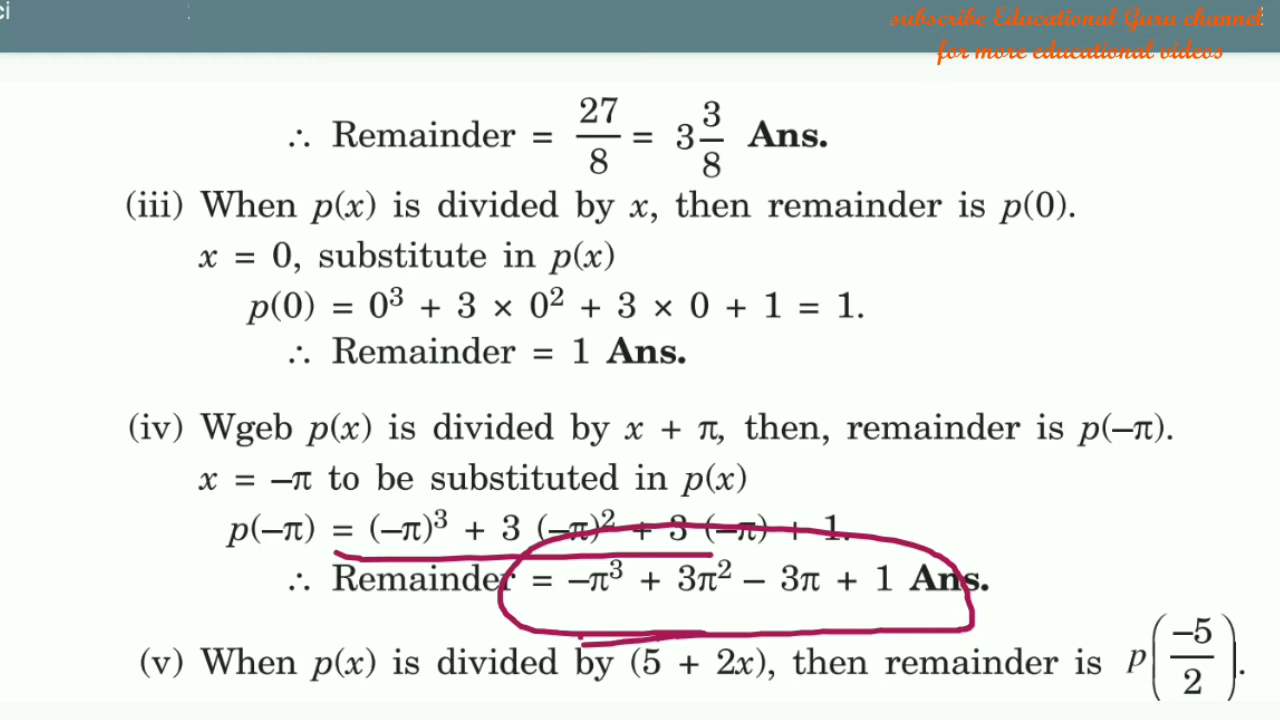 ci
subscribe Educational Guru channel
for more educational videos
∴ Remainder = 27/8 = 3 3/8 Ans.
(iii) When p(x) is divided by x, then remainder is p(0).
x = 0, substitute in p(x)
p(0) = 0³ + 3 × 0² + 3 × 0 + 1 = 1.
∴ Remainder = 1 Ans.
(iv) Wgeb p(x) is divided by x + π, then, remainder is p(–π).
x = –π to be substituted in p(x)
p(–π) = (–π)³ + 3 (–π)² + 3 (–π) + 1.
∴ Remainder = –π³ + 3π² – 3π + 1 Ans.
(v) When p(x) is divided by (5 + 2x), then remainder is p(–5/2).